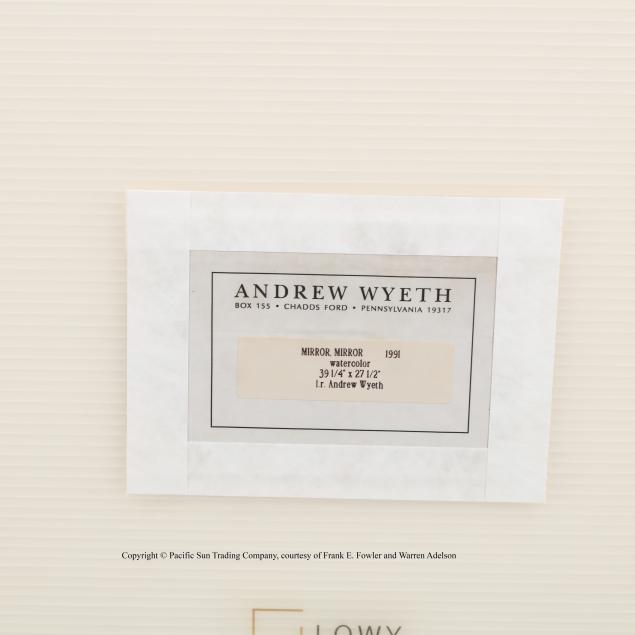 ANDREW WYETH
BOX 155 • CHADDS FORD • PENNSYLVANIA 19317
MIRROR, MIRROR 1991
watercolor
39 1/4" x 27 1/2"
l.r. Andrew Wyeth
Copyright © Pacific Sun Trading Company, courtesy of Frank E. Fowler and Warren Adelson
LOWY